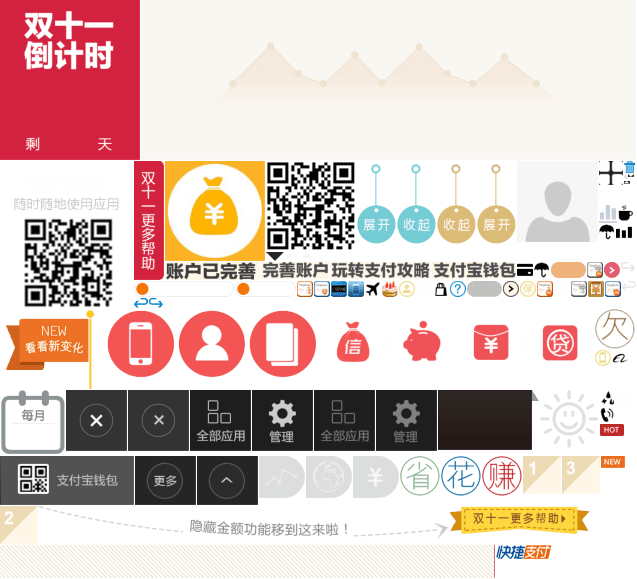 双十一
倒计时
剩 天
随时随地使用应用
双十一更多帮助
¥
展开
收起
收起
展开
账户已完善
完善账户
玩转支付攻略
支付宝钱包
NEW
看看新变化
信
¥
贷
欠
每月
全部应用
管理
全部应用
管理
HOT
支付宝钱包
更多
¥
省
花
赚
1
3
NEW
2
隐藏金额功能移到这来啦！
双十一更多帮助
快捷支付